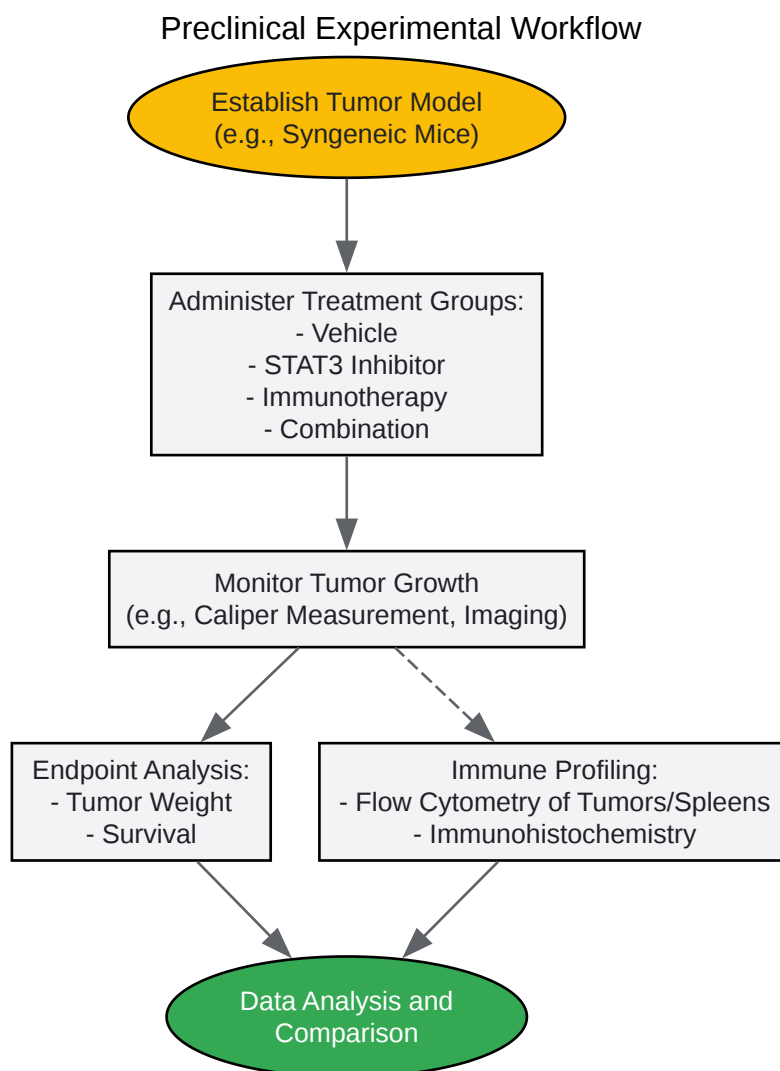 Preclinical Experimental Workflow
Establish Tumor Model
(e.g., Syngeneic Mice)
Administer Treatment Groups:
- Vehicle
- STAT3 Inhibitor
- Immunotherapy
- Combination
Monitor Tumor Growth
(e.g., Caliper Measurement, Imaging)
Endpoint Analysis:
- Tumor Weight
- Survival
Immune Profiling:
- Flow Cytometry of Tumors/Spleens
- Immunohistochemistry
Data Analysis and
Comparison